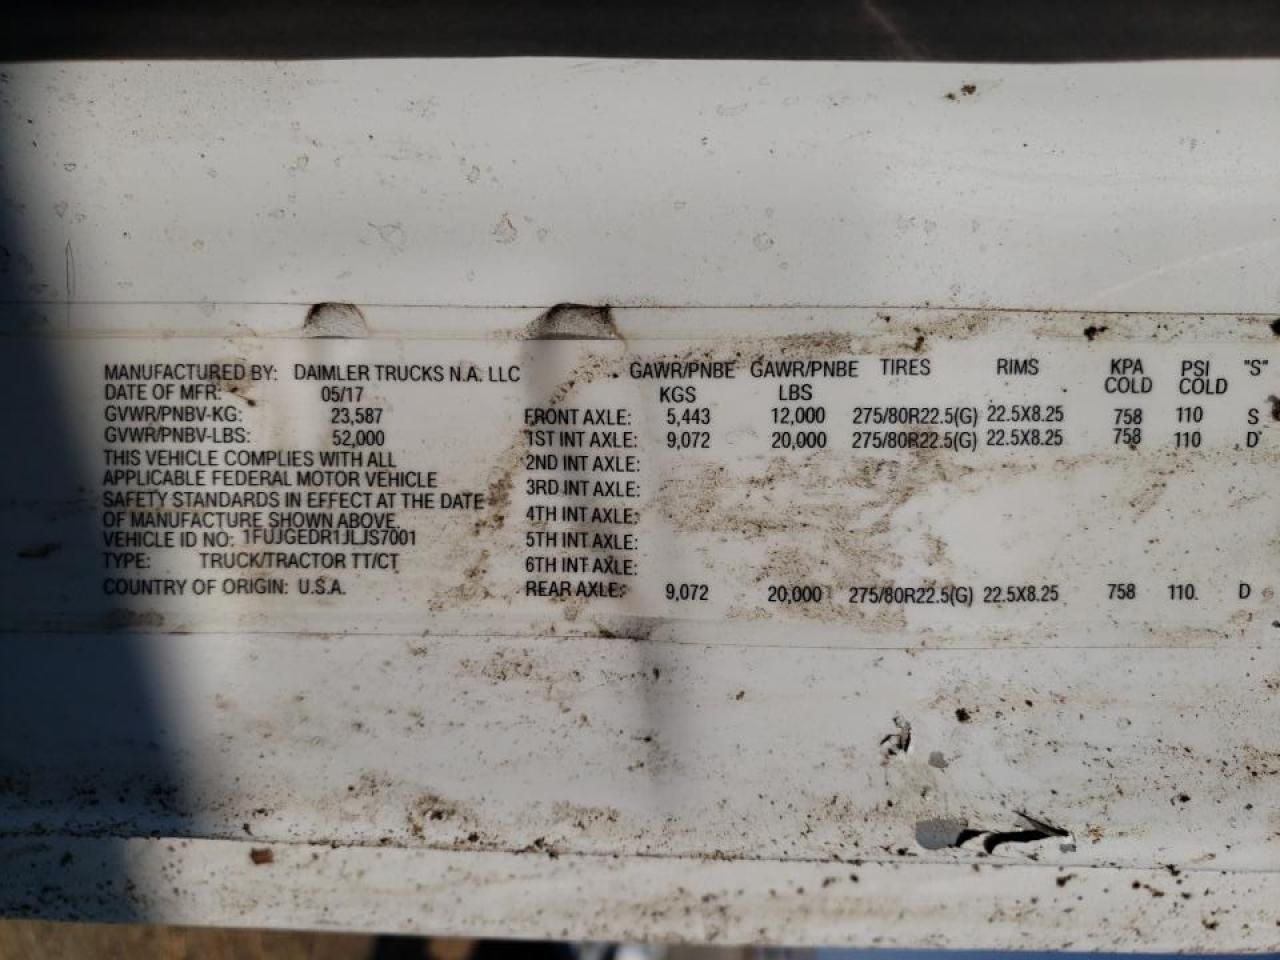 MANUFACTURED BY: DAIMLER TRUCKS N.A. LLC
DATE OF MFR: 05/17
GVWR/PNBV-KG: 23,587
GVWR/PNBV-LBS: 52,000
THIS VEHICLE COMPLIES WITH ALL
APPLICABLE FEDERAL MOTOR VEHICLE
SAFETY STANDARDS IN EFFECT AT THE DATE
OF MANUFACTURE SHOWN ABOVE.
VEHICLE ID NO: 1FUJGEDR1JLJS7001
TYPE: TRUCK/TRACTOR TT/CT
COUNTRY OF ORIGIN: U.S.A.
GAWR/PNBE GAWR/PNBE TIRES RIMS KPA PSI "S"
KGS LBS COLD COLD
FRONT AXLE: 5,443 12,000 275/80R22.5(G) 22.5X8.25 758 110 S
1ST INT AXLE: 9,072 20,000 275/80R22.5(G) 22.5X8.25 758 110 D
2ND INT AXLE:
3RD INT AXLE:
4TH INT AXLE:
5TH INT AXLE:
6TH INT AXLE:
REAR AXLE: 9,072 20,000 275/80R22.5(G) 22.5X8.25 758 110 D